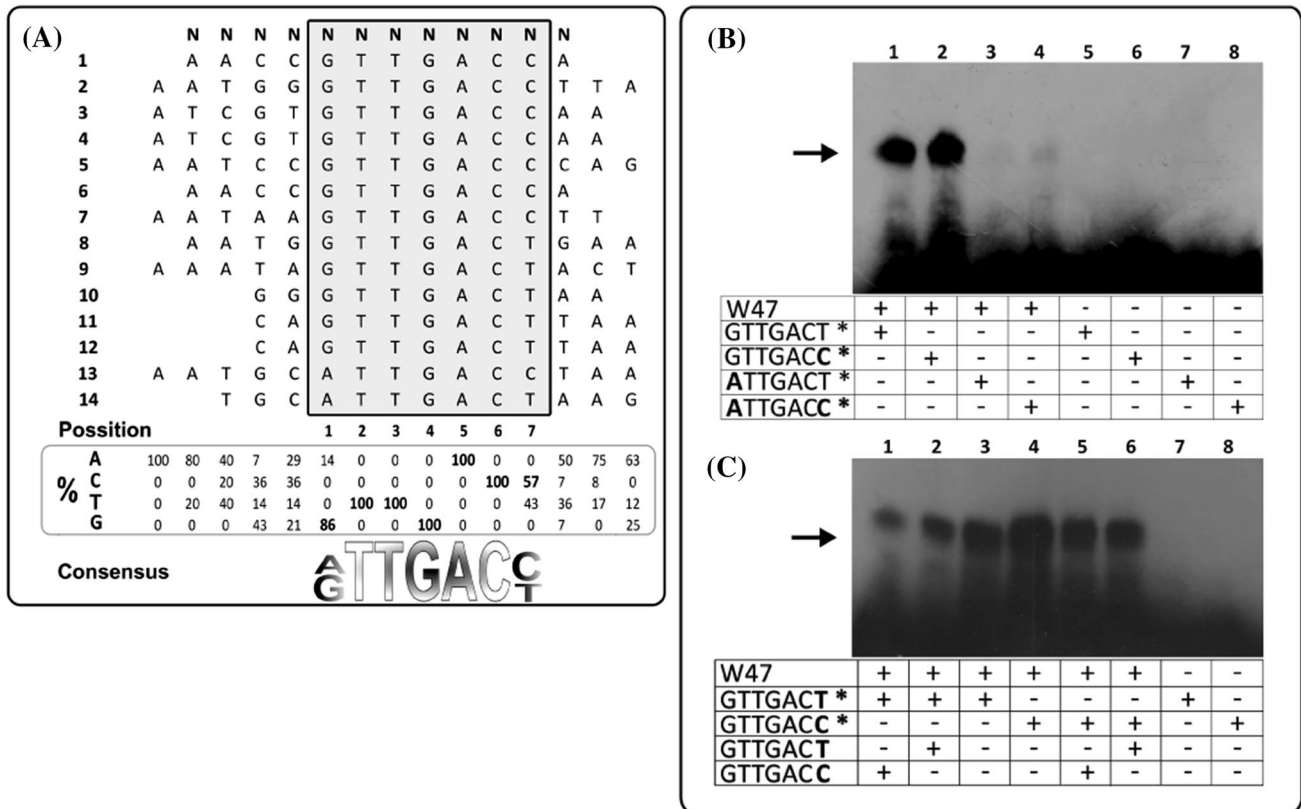 (A)
N N N N N N N N N N N N
1 A A C C G T T G A C C A
2 A A T G G G T T G A C C T T A
3 A T C G T G T T G A C C A A
4 A T C G T G T T G A C C A A
5 A A T C C G T T G A C C C A G
6 A A C C G T T G A C C A
7 A A T A A G T T G A C C T T
8 A A T G G T T G A C T G A A
9 A A A T A G T T G A C T A C T
10 G G G T T G A C T A A
11 C A G T T G A C T T A A
12 C A G T T G A C T T A A
13 A A T G C A T T G A C C T A A
14 T G C A T T G A C T A A G
Possition 1 2 3 4 5 6 7
%
A 100 80 40 7 29 14 0 0 0 100 0 0 50 75 63
C 0 0 20 36 36 0 0 0 0 0 100 57 7 8 0
T 0 20 40 14 14 0 100 100 0 0 0 43 36 17 12
G 0 0 0 43 21 86 0 0 100 0 0 0 7 0 25
Consensus A TTGAC C
G T
(B)
1 2 3 4 5 6 7 8
W47 + + + + - - - -
GTTGACT * + - - - + - - -
GTTGACC * - + - - - + - -
ATTGACT * - - + - - - + -
ATTGACC * - - - + - - - +
(C)
1 2 3 4 5 6 7 8
W47 + + + + + + - -
GTTGACT * + + + - - - + -
GTTGACC * - - - + + + - +
GTTGACT - + - - - + - -
GTTGACC + - - - + - - -